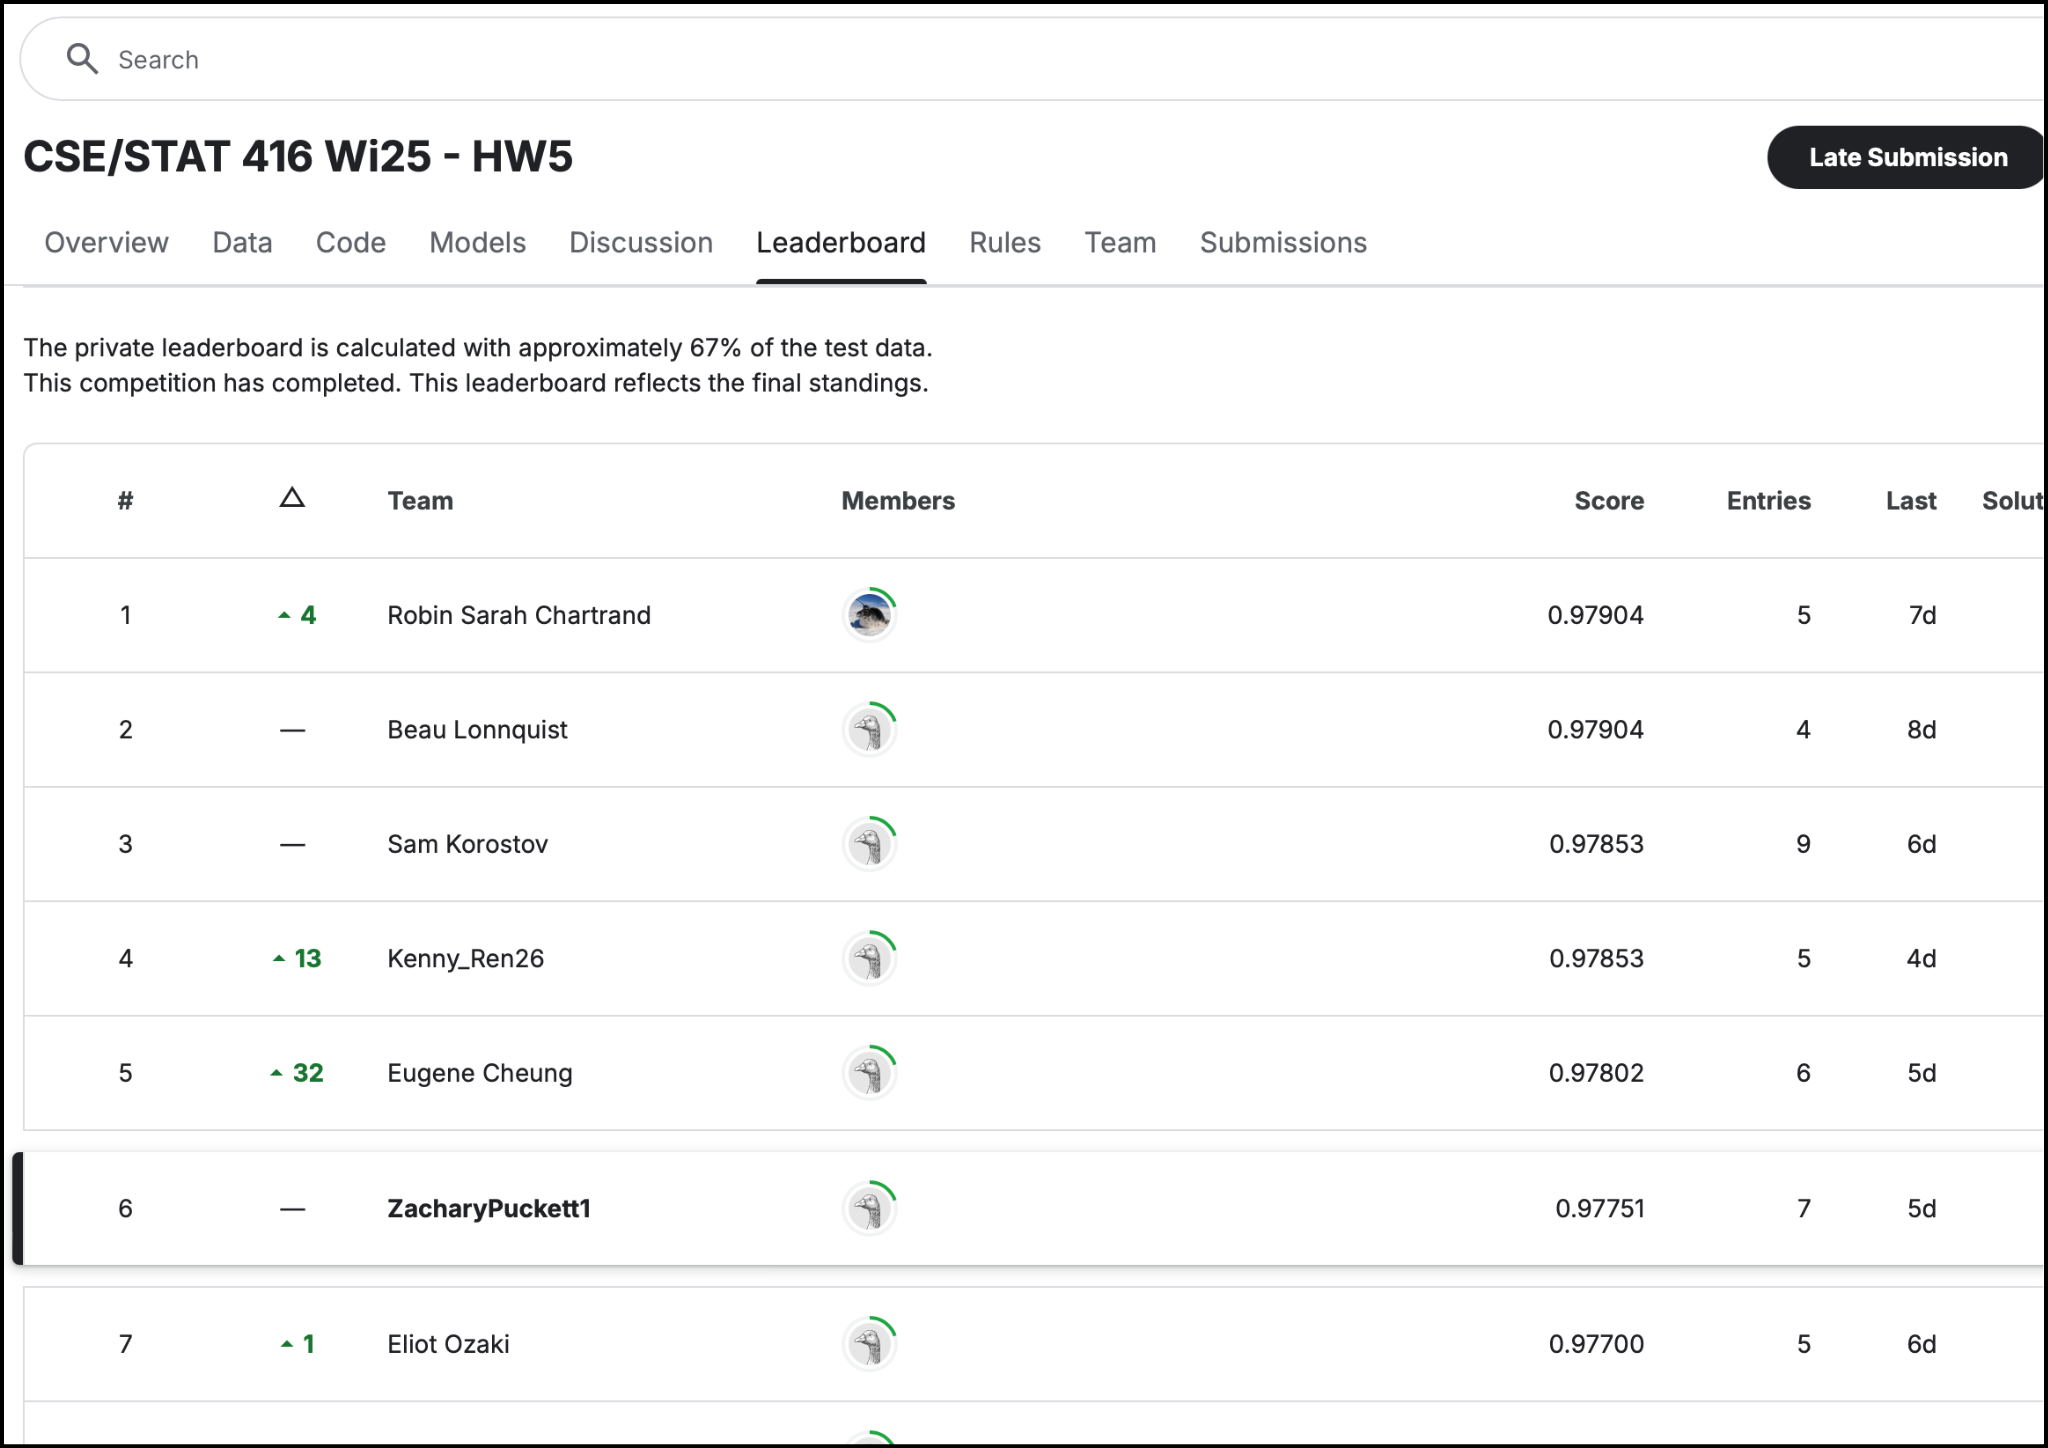 Search
CSE/STAT 416 Wi25 - HW5
Late Submission
Overview Data Code Models Discussion Leaderboard Rules Team Submissions
The private leaderboard is calculated with approximately 67% of the test data.
This competition has completed. This leaderboard reflects the final standings.
# △ Team Members Score Entries Last Solut
1 4 Robin Sarah Chartrand 0.97904 5 7d
2 — Beau Lonnquist 0.97904 4 8d
3 — Sam Korostov 0.97853 9 6d
4 13 Kenny_Ren26 0.97853 5 4d
5 32 Eugene Cheung 0.97802 6 5d
6 — ZacharyPuckett1 0.97751 7 5d
7 1 Eliot Ozaki 0.97700 5 6d